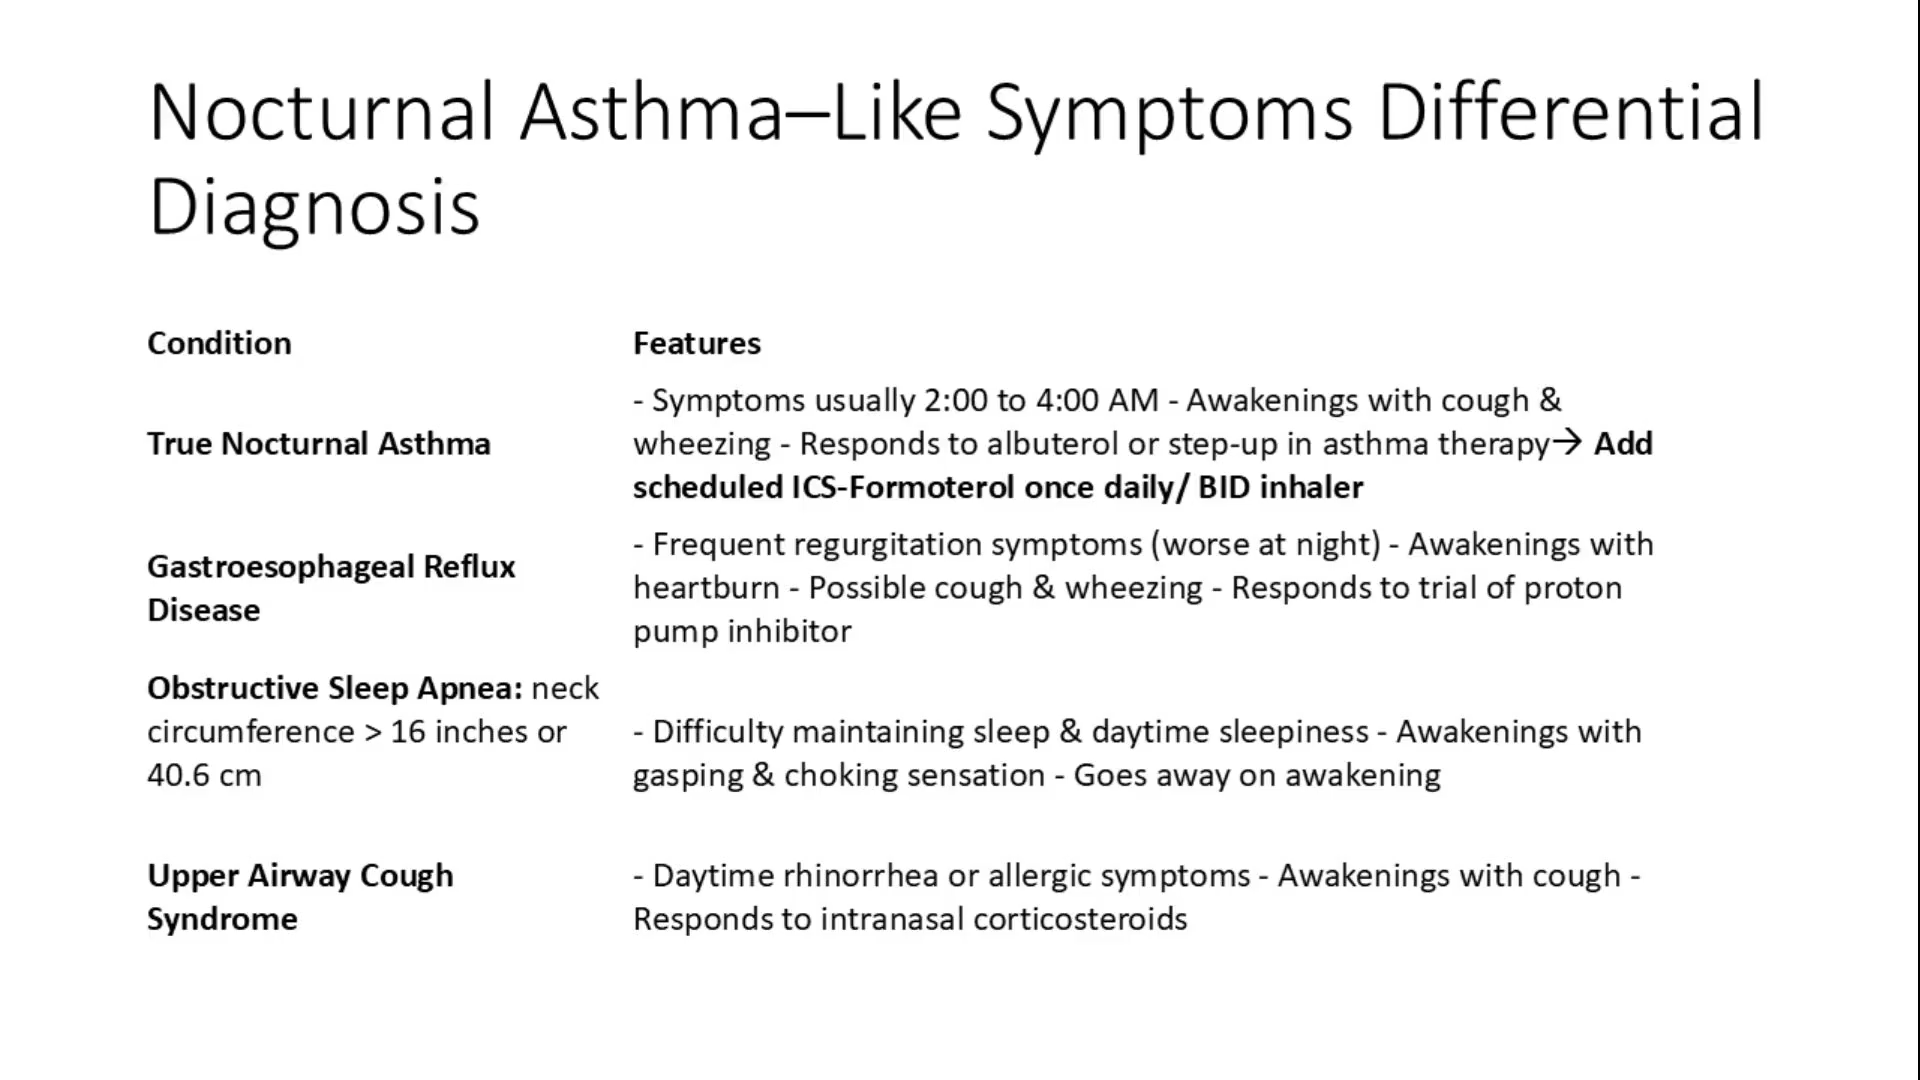 Nocturnal Asthma–Like Symptoms Differential
Diagnosis
Condition
Features
True Nocturnal Asthma
- Symptoms usually 2:00 to 4:00 AM - Awakenings with cough &
wheezing - Responds to albuterol or step-up in asthma therapy→ Add
scheduled ICS-Formoterol once daily/ BID inhaler
Gastroesophageal Reflux
Disease
- Frequent regurgitation symptoms (worse at night) - Awakenings with
heartburn - Possible cough & wheezing - Responds to trial of proton
pump inhibitor
Obstructive Sleep Apnea: neck
circumference > 16 inches or
40.6 cm
- Difficulty maintaining sleep & daytime sleepiness - Awakenings with
gasping & choking sensation - Goes away on awakening
Upper Airway Cough
Syndrome
- Daytime rhinorrhea or allergic symptoms - Awakenings with cough -
Responds to intranasal corticosteroids